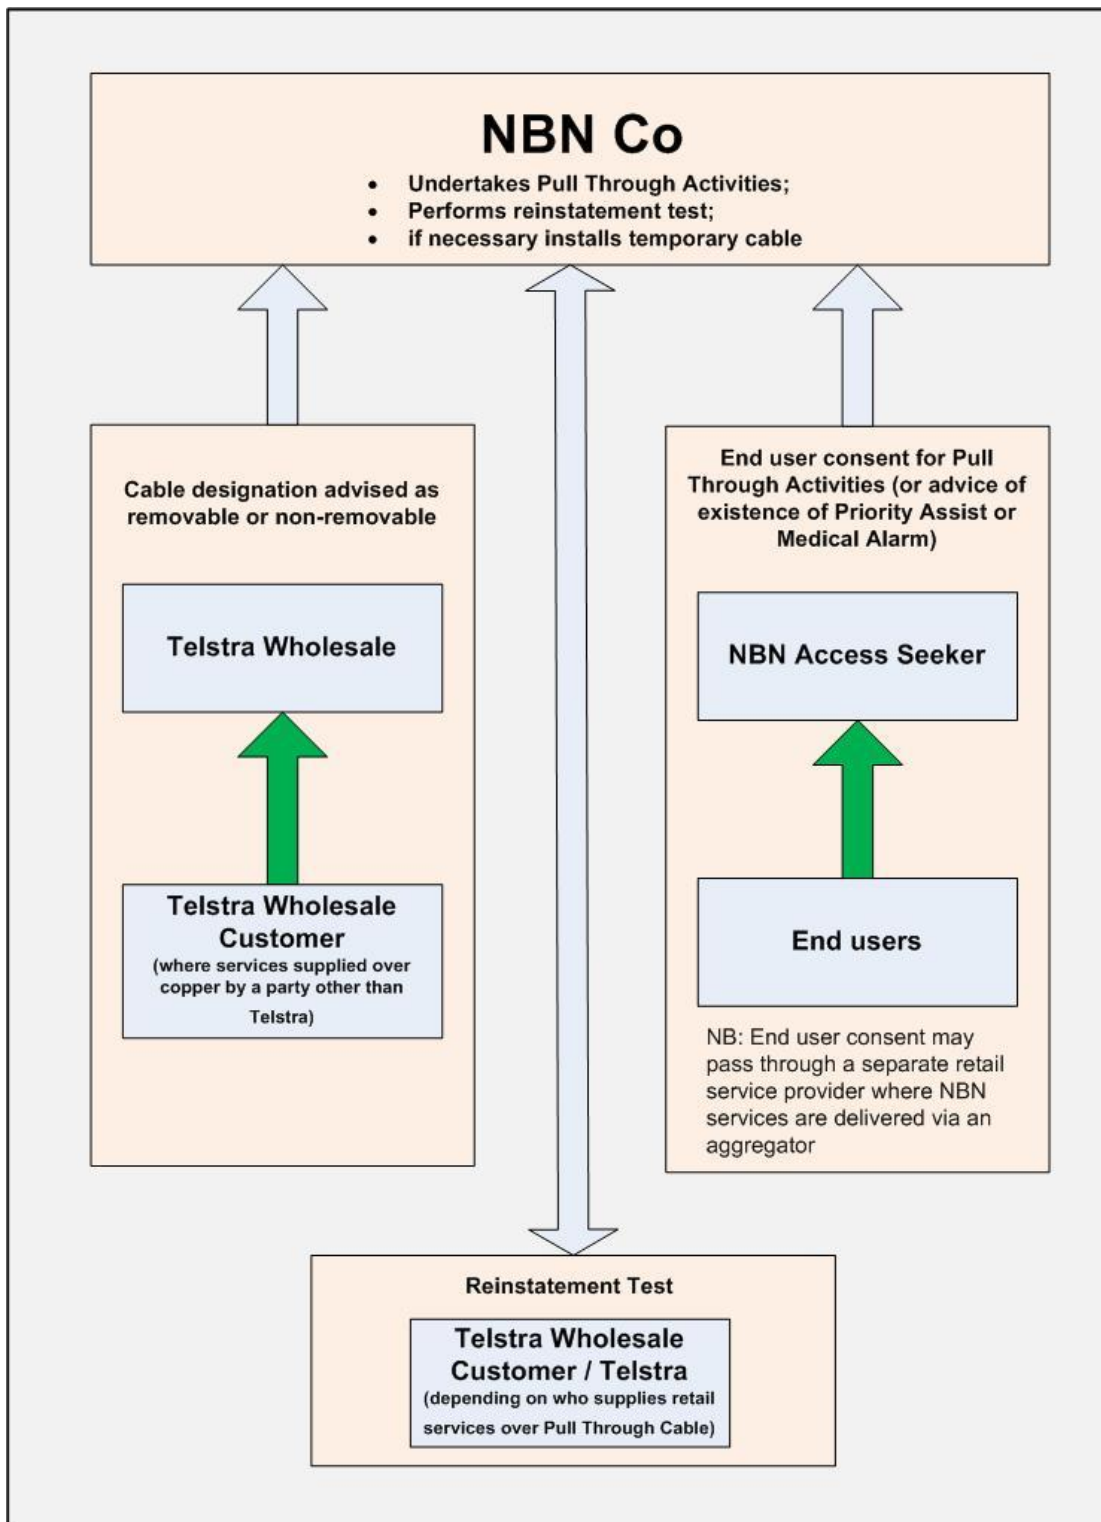 NBN Co
• Undertakes Pull Through Activities;
• Performs reinstatement test;
• if necessary installs temporary cable
Cable designation advised as
removable or non-removable
Telstra Wholesale
Telstra Wholesale
Customer
(where services supplied over
copper by a party other than
Telstra)
End user consent for Pull
Through Activities (or advice of
existence of Priority Assist or
Medical Alarm)
NBN Access Seeker
End users
NB: End user consent may
pass through a separate retail
service provider where NBN
services are delivered via an
aggregator
Reinstatement Test
Telstra Wholesale
Customer / Telstra
(depending on who supplies retail
services over Pull Through Cable)